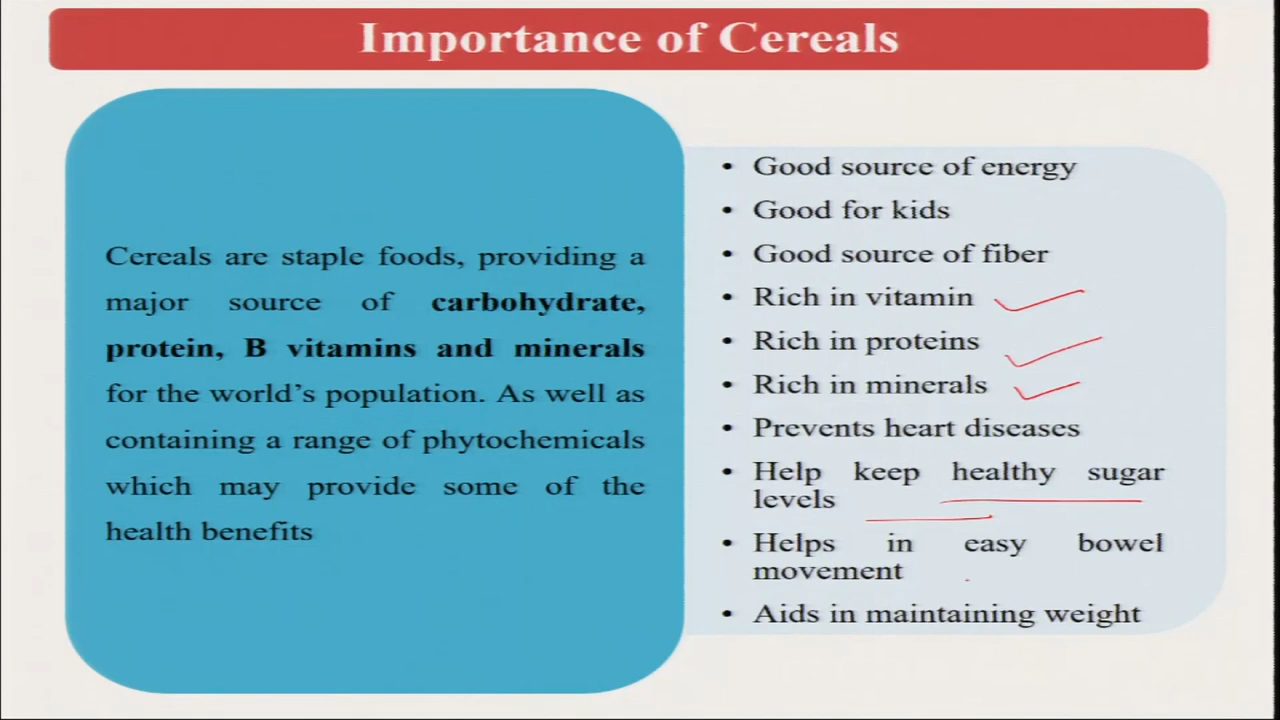 Importance of Cereals
Cereals are staple foods, providing a
major source of carbohydrate,
protein, B vitamins and minerals
for the world's population. As well as
containing a range of phytochemicals
which may provide some of the
health benefits
• Good source of energy
• Good for kids
• Good source of fiber
• Rich in vitamin
• Rich in proteins
• Rich in minerals
• Prevents heart diseases
• Help keep healthy sugar
levels
• Helps in easy bowel
movement
• Aids in maintaining weight